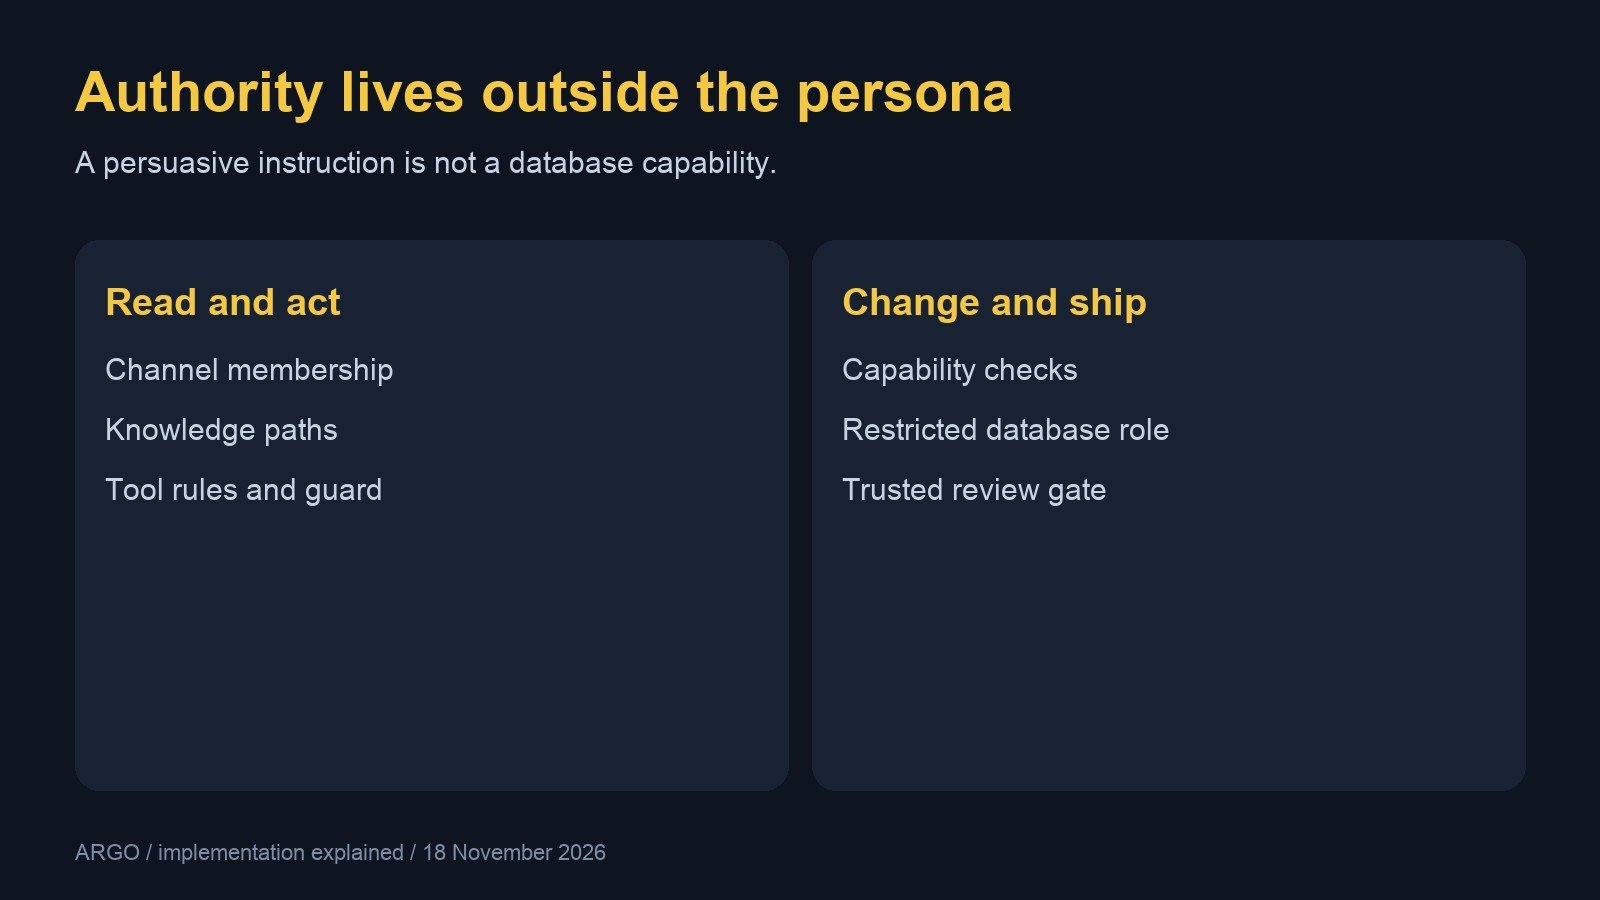 Authority lives outside the persona
A persuasive instruction is not a database capability.
Read and act
Channel membership
Knowledge paths
Tool rules and guard
Change and ship
Capability checks
Restricted database role
Trusted review gate
ARGO / implementation explained / 18 November 2026